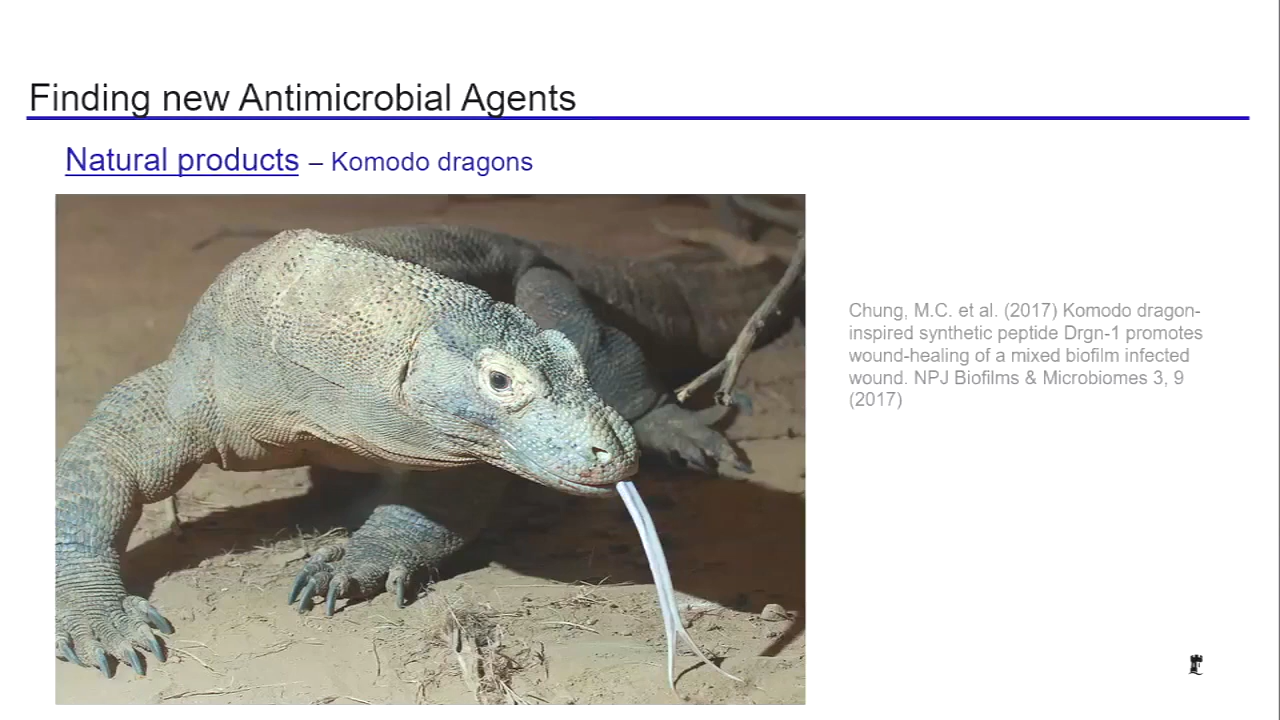 Finding new Antimicrobial Agents
Natural products – Komodo dragons
Chung, M.C. et al. (2017) Komodo dragon-
inspired synthetic peptide Drgn-1 promotes
wound-healing of a mixed biofilm infected
wound. NPJ Biofilms & Microbiomes 3, 9
(2017)